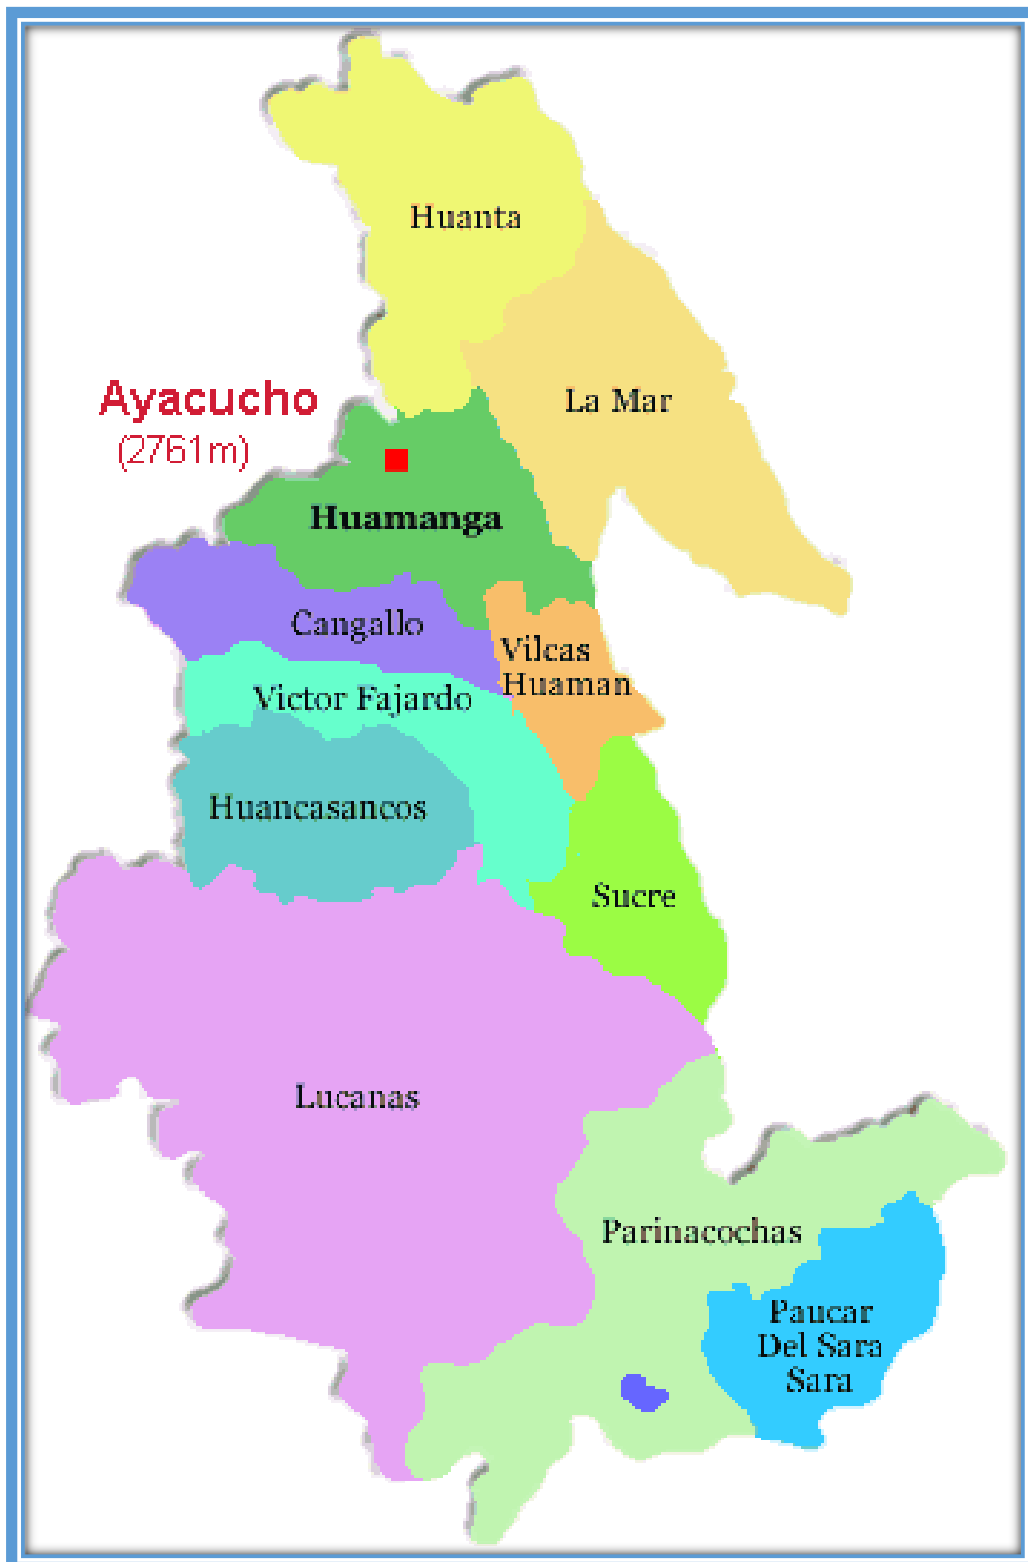 Huanta
La Mar
Ayacucho
(2761m)
Huamanga
Cangallo
Vilcas
Huaman
Victor Fajardo
Huancasancos
Sucre
Lucanas
Parinacochas
Paucar
Del Sara
Sara